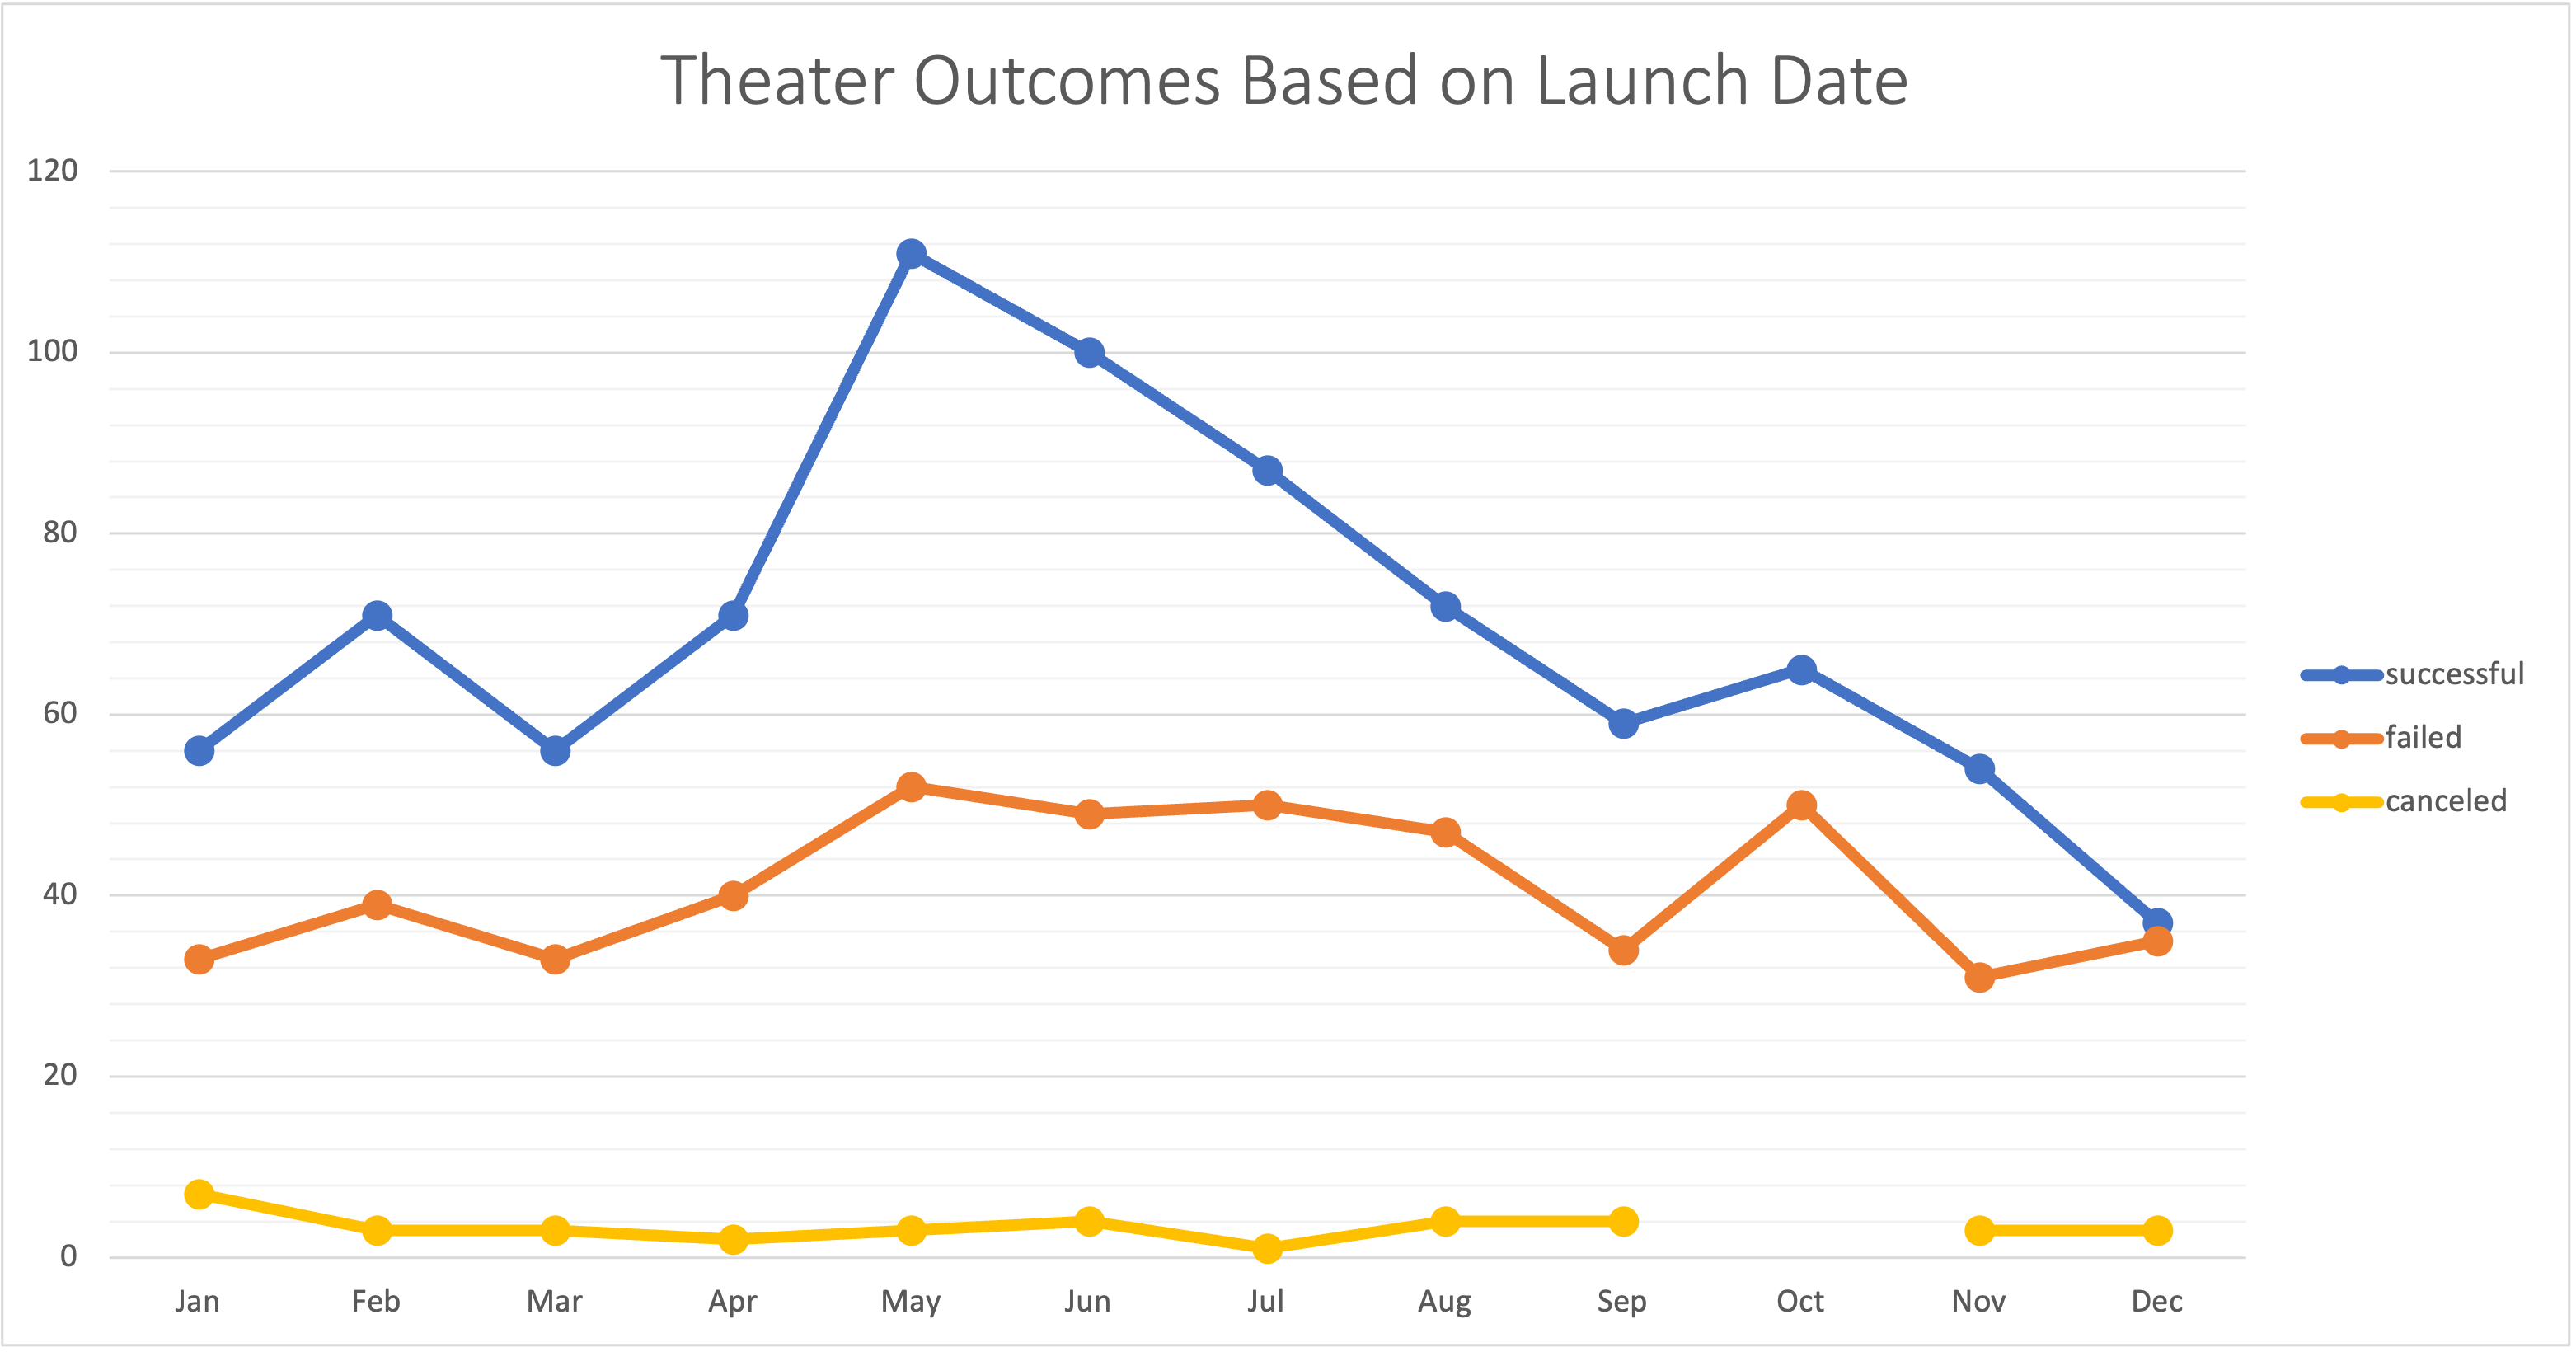 Theater Outcomes Based on Launch Date
120
100
80
60
40
20
0
Jan Feb Mar Apr May Jun Jul Aug Sep Oct Nov Dec
successful
failed
canceled